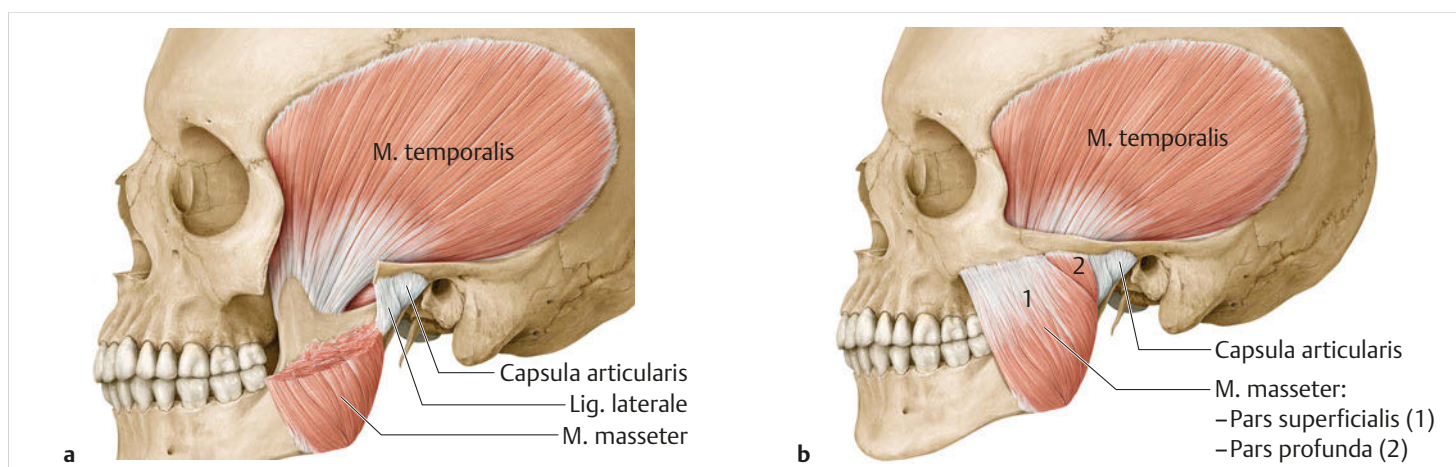 M. temporalis
Capsula articularis
Lig. laterale
M. masseter
a
M. temporalis
2
1
Capsula articularis
M. masseter:
–Pars superficialis (1)
–Pars profunda (2)
b